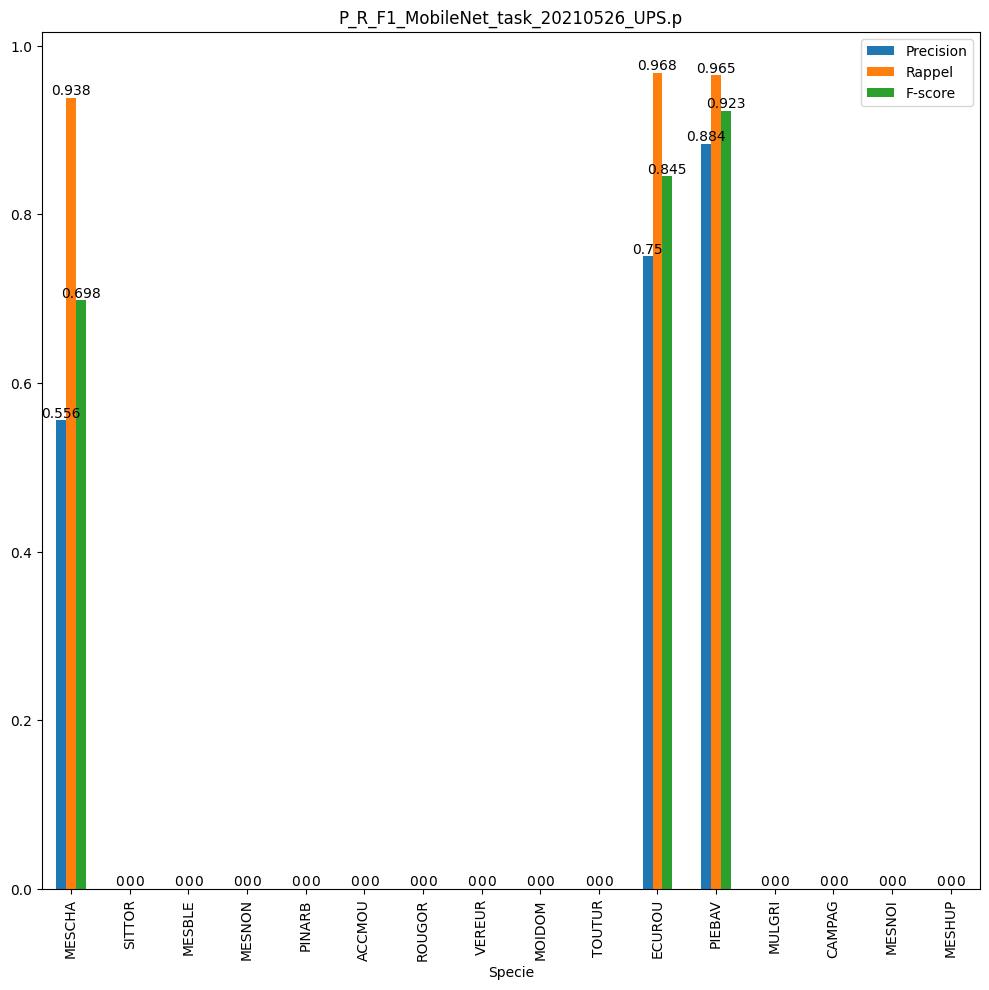 P_R_F1_MobileNet_task_20210526_UPS.p
1.0
0.8
0.6
0.4
0.2
0.0
Precision
Rappel
F-score
0.556
0.938
0.698
0 0 0
0 0 0
0 0 0
0 0 0
0 0 0
0 0 0
0 0 0
0 0 0
0 0 0
0.75
0.968
0.845
0.884
0.965
0.923
0 0 0
0 0 0
0 0 0
0 0 0
MESCHA
SITTOR
MESBLE
MESNON
PINARB
ACCMOU
ROUGOR
VEREUR
MOIDOM
TOUTUR
ECUROU
PIEBAV
MULGRI
CAMPAG
MESNOI
MESHUP
Specie